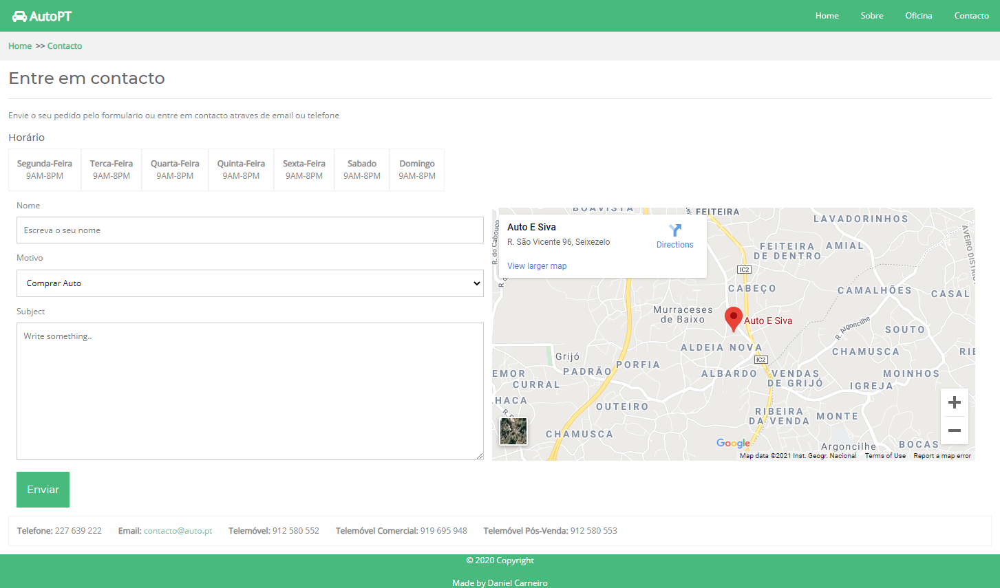 AutoPT
Home Sobre Oficina Contacto
Home >> Contacto
Entre em contacto
Envie o seu pedido pelo formulario ou entre em contacto atraves de email ou telefone
Horário
Segunda-Feira Terca-Feira Quarta-Feira Quinta-Feira Sexta-Feira Sabado Domingo
9AM-8PM 9AM-8PM 9AM-8PM 9AM-8PM 9AM-8PM 9AM-8PM 9AM-8PM
Nome
Escreva o seu nome
Motivo
Comprar Auto
Subject
Write something..
Enviar
BOAVISTA
FEITEIRA
LAVADORINHOS
R. do Cabouco
Auto E Siva
R. São Vicente 96, Seixezelo
Directions
View larger map
FEITEIRA
DE DENTRO
AMIAL
IC2
CABEÇO
CAMALHÕES
CASAL
Murraceses
de Baixo
Auto E Siva
R. Argoncilhe
SOUTO
ALDEIA NOVA
CHAMUSCA
Grijó
IC2
PORFIA
PADRÃO
ALBARDO
VENDAS
DE GRIJÓ
MOINHOS
EMOR
CURRAL
IGREJA
HACA
OUTEIRO
RIBEIRA
DA VENDA
MONTE
CHAMUSCA
Argoncilhe
BOCAS
Google
Map data ©2021 Inst. Geogr. Nacional Terms of Use Report a map error
Telefone: 227 639 222 Email: contacto@auto.pt Telemóvel: 912 580 552 Telemóvel Comercial: 919 695 948 Telemóvel Pós-Venda: 912 580 553
© 2020 Copyright
Made by Daniel Carneiro